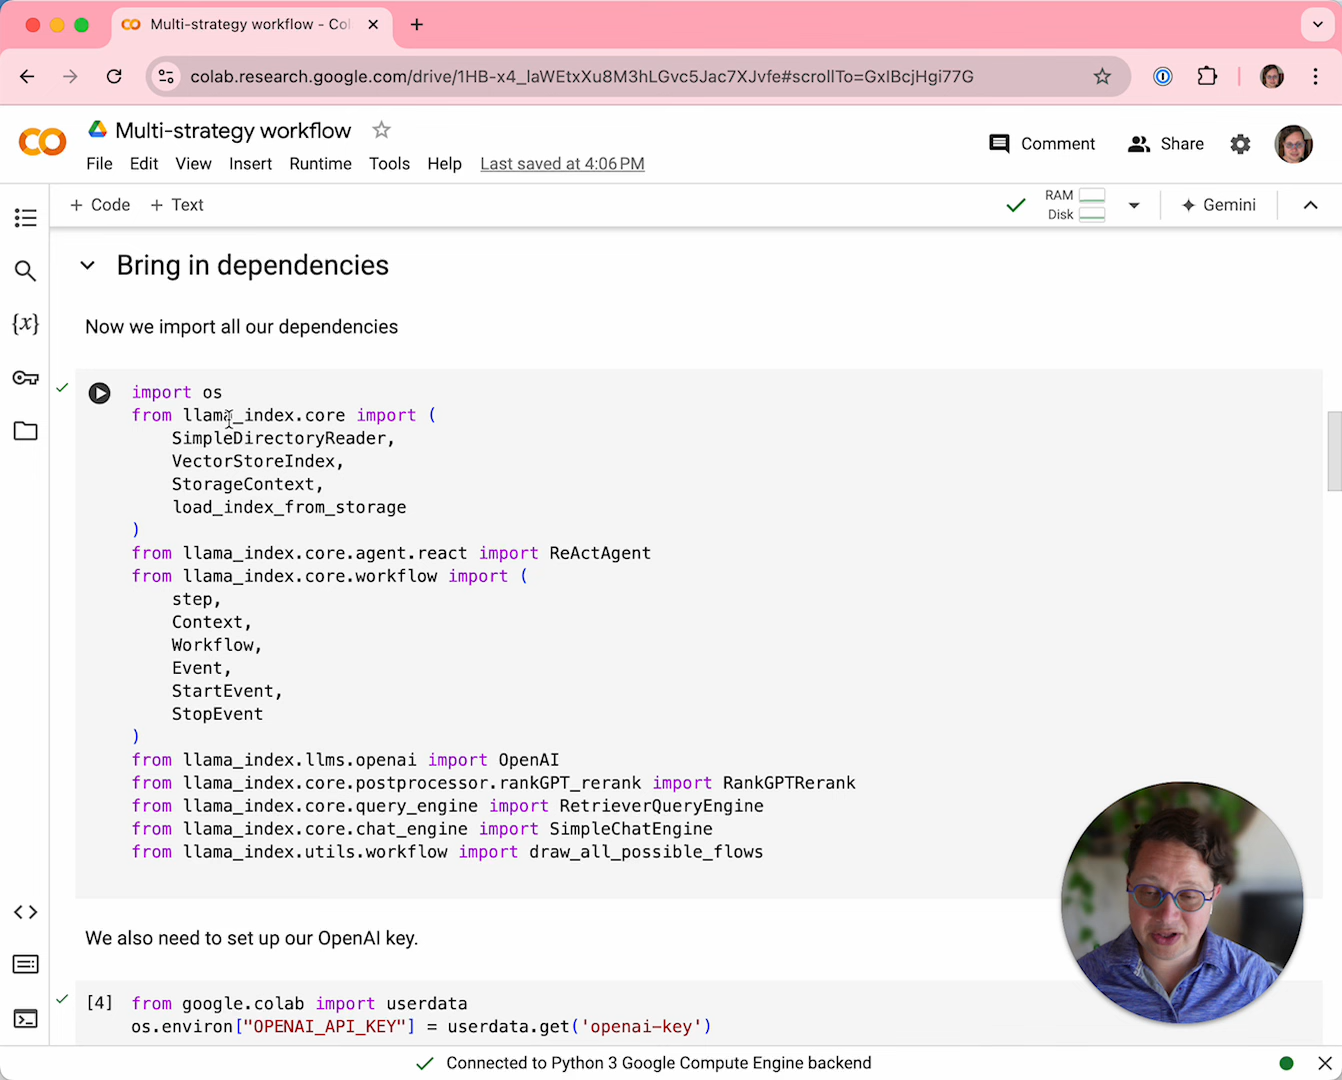 Multi-strategy workflow - Col
colab.research.google.com/drive/1HB-x4_laWEtxXu8M3hLGvc5Jac7XJvfe#scrollTo=GxIBcjHgi77G
Multi-strategy workflow
Comment
Share
File Edit View Insert Runtime Tools Help Last saved at 4:06 PM
+ Code + Text
RAM
Disk
Gemini
Bring in dependencies
Now we import all our dependencies
import os
from llama_index.core import (
    SimpleDirectoryReader,
    VectorStoreIndex,
    StorageContext,
    load_index_from_storage
)
from llama_index.core.agent.react import ReActAgent
from llama_index.core.workflow import (
    step,
    Context,
    Workflow,
    Event,
    StartEvent,
    StopEvent
)
from llama_index.llms.openai import OpenAI
from llama_index.core.postprocessor.rankGPT_rerank import RankGPTRerank
from llama_index.core.query_engine import RetrieverQueryEngine
from llama_index.core.chat_engine import SimpleChatEngine
from llama_index.utils.workflow import draw_all_possible_flows
We also need to set up our OpenAI key.
[4] from google.colab import userdata
os.environ["OPENAI_API_KEY"] = userdata.get('openai-key')
Connected to Python 3 Google Compute Engine backend